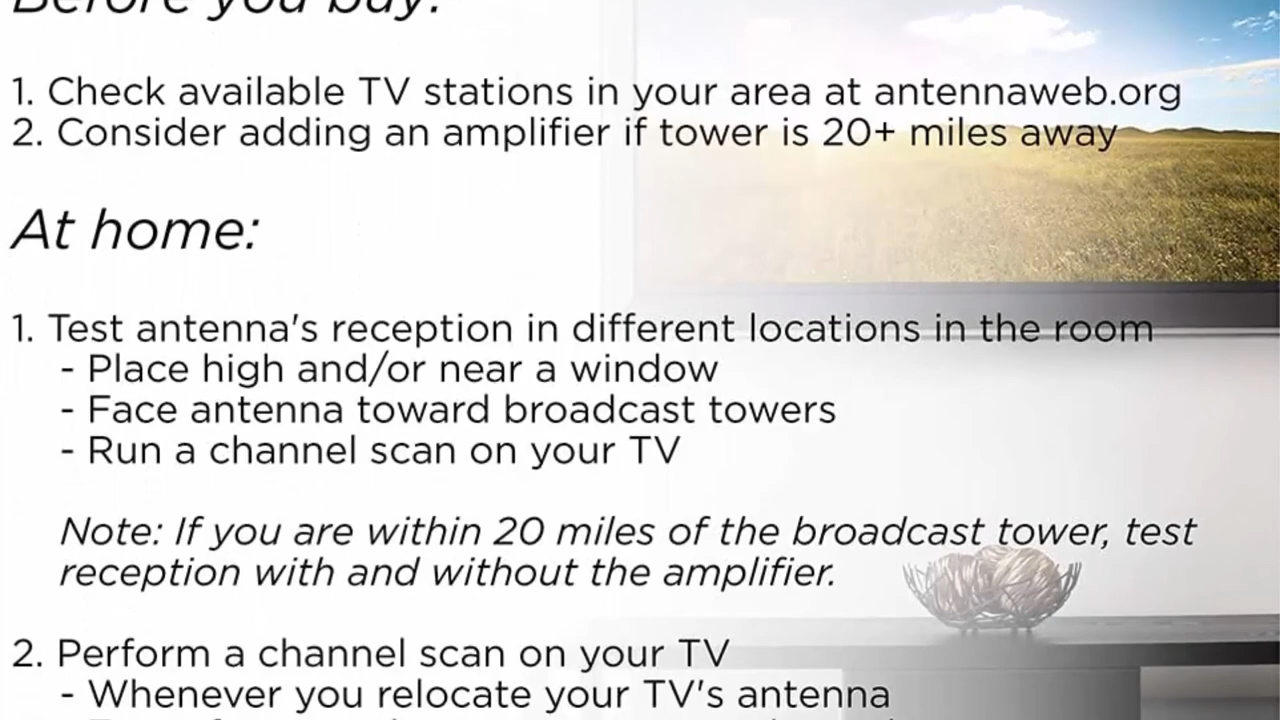 Before you buy:
1. Check available TV stations in your area at antennaweb.org
2. Consider adding an amplifier if tower is 20+ miles away
At home:
1. Test antenna's reception in different locations in the room
- Place high and/or near a window
- Face antenna toward broadcast towers
- Run a channel scan on your TV
Note: If you are within 20 miles of the broadcast tower, test
reception with and without the amplifier.
2. Perform a channel scan on your TV
- Whenever you relocate your TV's antenna